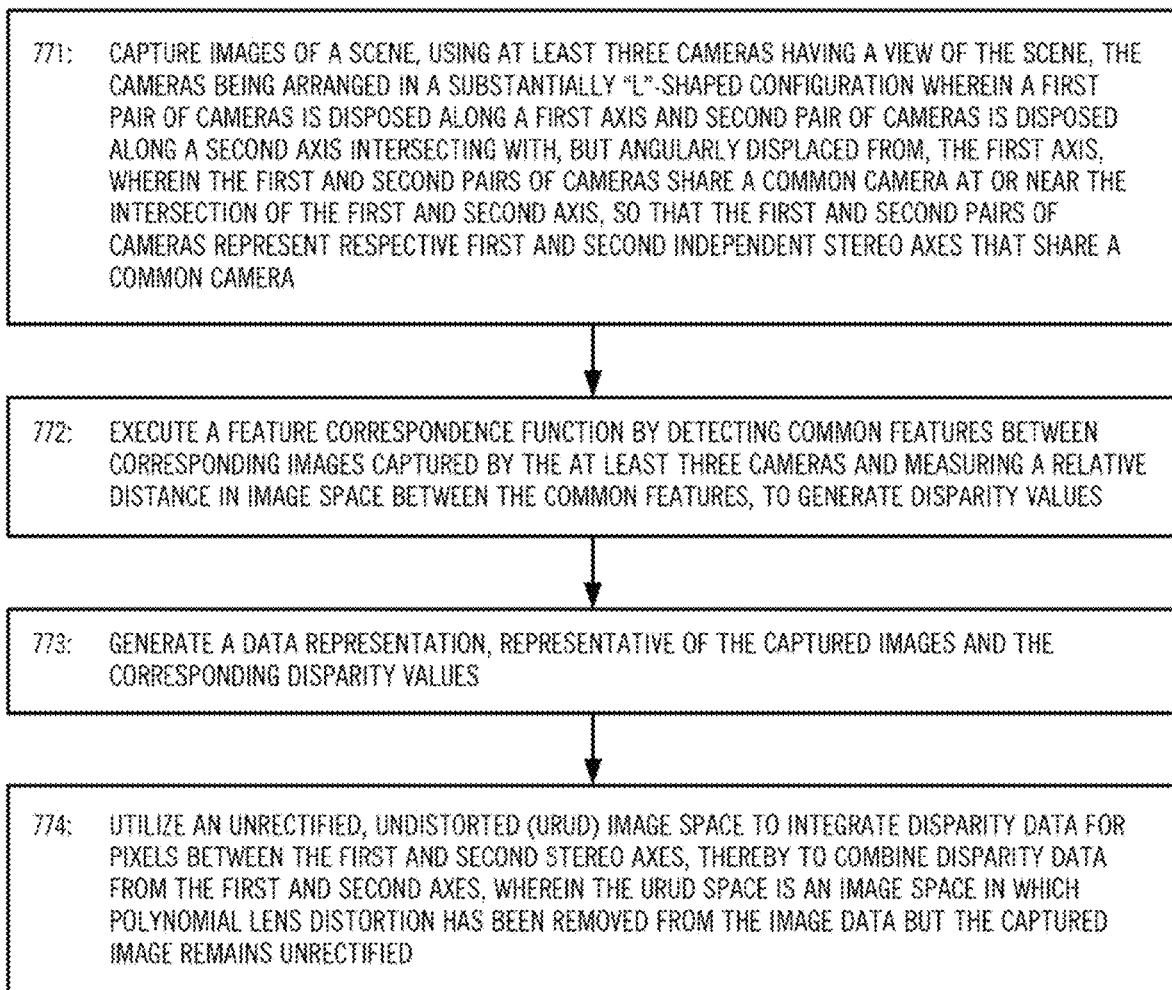 771: CAPTURE IMAGES OF A SCENE, USING AT LEAST THREE CAMERAS HAVING A VIEW OF THE SCENE, THE
CAMERAS BEING ARRANGED IN A SUBSTANTIALLY "L"-SHAPED CONFIGURATION WHEREIN A FIRST
PAIR OF CAMERAS IS DISPOSED ALONG A FIRST AXIS AND SECOND PAIR OF CAMERAS IS DISPOSED
ALONG A SECOND AXIS INTERSECTING WITH, BUT ANGULARLY DISPLACED FROM, THE FIRST AXIS,
WHEREIN THE FIRST AND SECOND PAIRS OF CAMERAS SHARE A COMMON CAMERA AT OR NEAR THE
INTERSECTION OF THE FIRST AND SECOND AXIS, SO THAT THE FIRST AND SECOND PAIRS OF
CAMERAS REPRESENT RESPECTIVE FIRST AND SECOND INDEPENDENT STEREO AXES THAT SHARE A
COMMON CAMERA
772: EXECUTE A FEATURE CORRESPONDENCE FUNCTION BY DETECTING COMMON FEATURES BETWEEN
CORRESPONDING IMAGES CAPTURED BY THE AT LEAST THREE CAMERAS AND MEASURING A RELATIVE
DISTANCE IN IMAGE SPACE BETWEEN THE COMMON FEATURES, TO GENERATE DISPARITY VALUES
773: GENERATE A DATA REPRESENTATION, REPRESENTATIVE OF THE CAPTURED IMAGES AND THE
CORRESPONDING DISPARITY VALUES
774: UTILIZE AN UNRECTIFIED, UNDISTORTED (URUD) IMAGE SPACE TO INTEGRATE DISPARITY DATA FOR
PIXELS BETWEEN THE FIRST AND SECOND STEREO AXES, THEREBY TO COMBINE DISPARITY DATA
FROM THE FIRST AND SECOND AXES, WHEREIN THE URUD SPACE IS AN IMAGE SPACE IN WHICH
POLYNOMIAL LENS DISTORTION HAS BEEN REMOVED FROM THE IMAGE DATA BUT THE CAPTURED
IMAGE REMAINS UNRECTIFIED